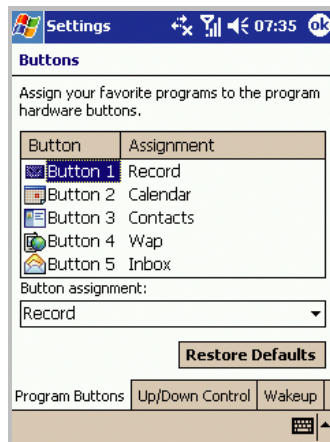 Settings 07:35 ok
Buttons
Assign your favorite programs to the program
hardware buttons.
Button Assignment
Button 1 Record
Button 2 Calendar
Button 3 Contacts
Button 4 Wap
Button 5 Inbox
Button assignment:
Record
Restore Defaults
Program Buttons Up/Down Control Wakeup